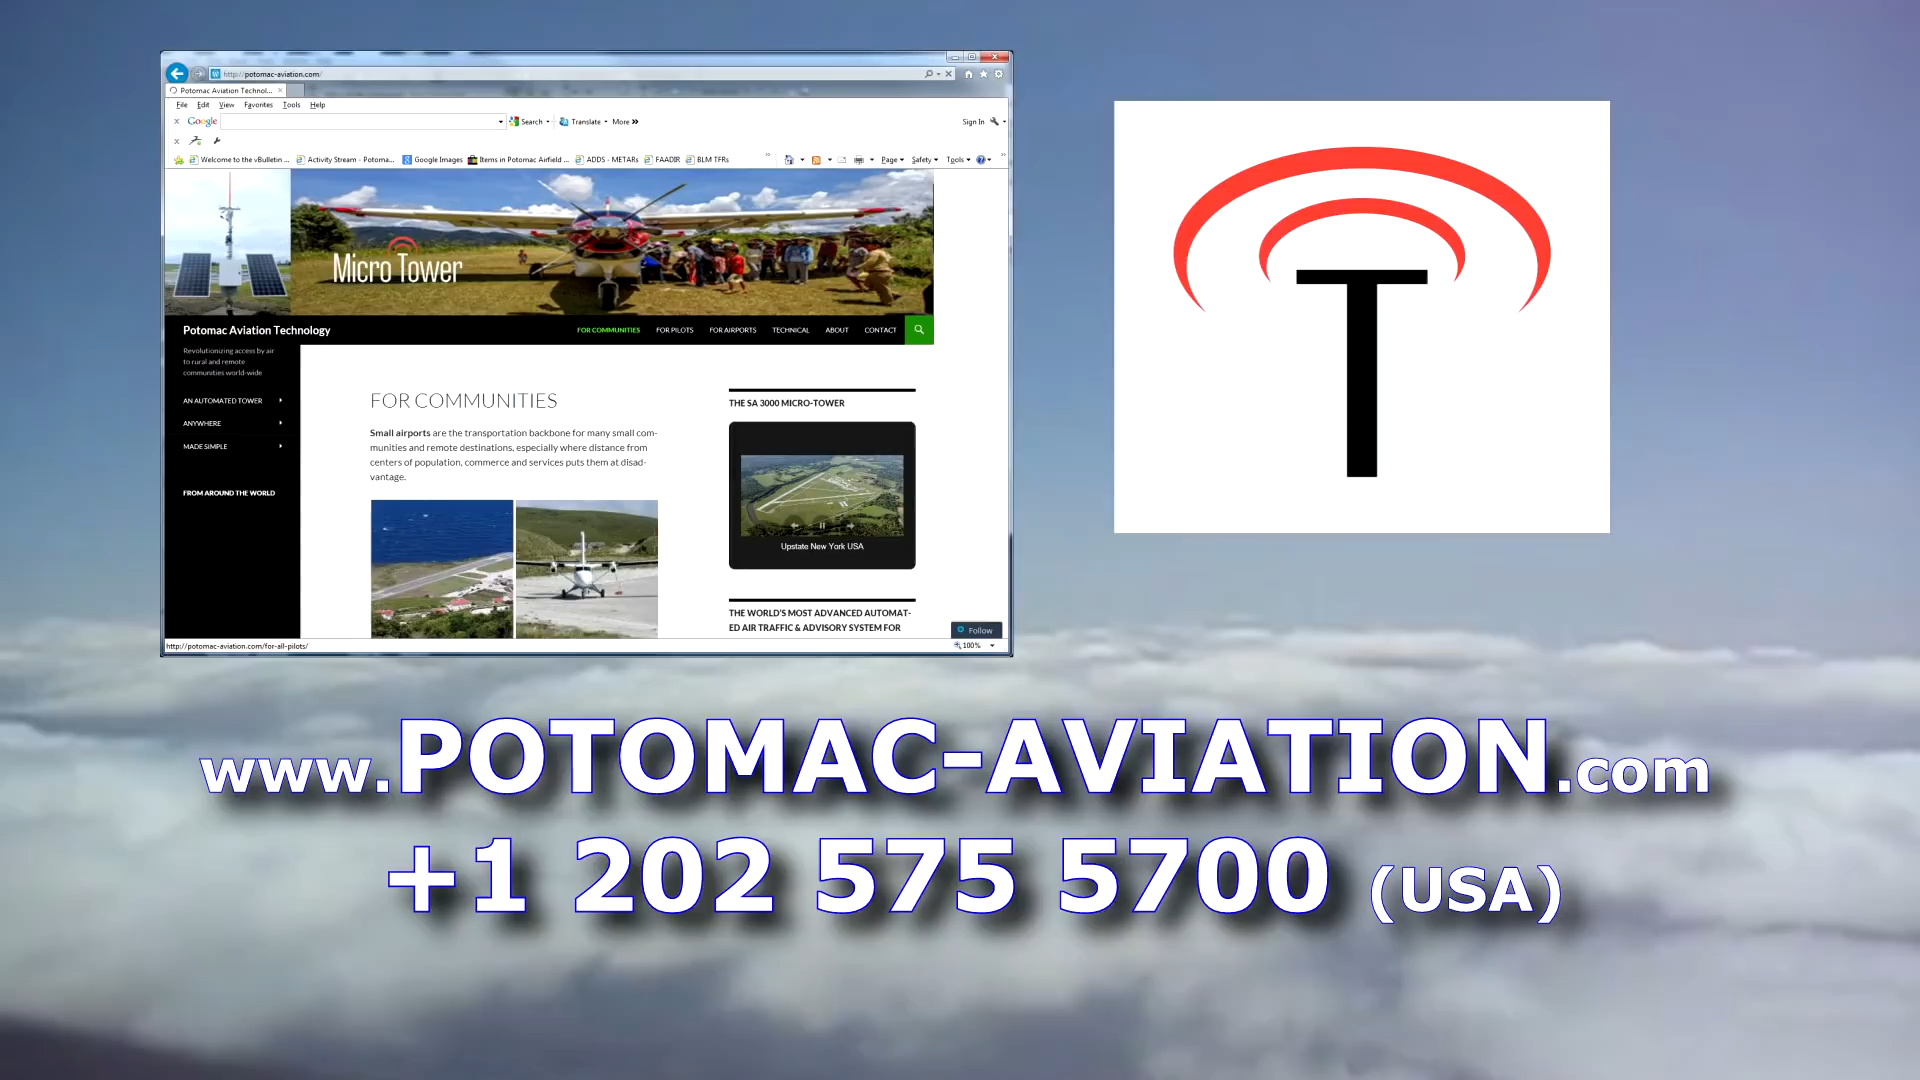 http://potomac-aviation.com/
Potomac Aviation Technol...
File Edit View Favorites Tools Help
Google Search Translate More Sign In
Welcome to the vBulletin ... Activity Stream - Potoma... Google Images Items in Potomac Airfield ... ADDS - METARs FAADIR BLM TFRs Page Safety Tools
Micro Tower
Potomac Aviation Technology FOR COMMUNITIES FOR PILOTS FOR AIRPORTS TECHNICAL ABOUT CONTACT
Revolutionizing access by air
to rural and remote
communities world-wide
AN AUTOMATED TOWER
ANYWHERE
MADE SIMPLE
FROM AROUND THE WORLD
FOR COMMUNITIES
Small airports are the transportation backbone for many small com-
munities and remote destinations, especially where distance from
centers of population, commerce and services puts them at disad-
vantage.
THE SA 3000 MICRO-TOWER
Upstate New York USA
THE WORLD'S MOST ADVANCED AUTOMAT-
ED AIR TRAFFIC & ADVISORY SYSTEM FOR
Follow
http://potomac-aviation.com/for-all-pilots/
100%
T
www.POTOMAC-AVIATION.com
+1 202 575 5700 (USA)